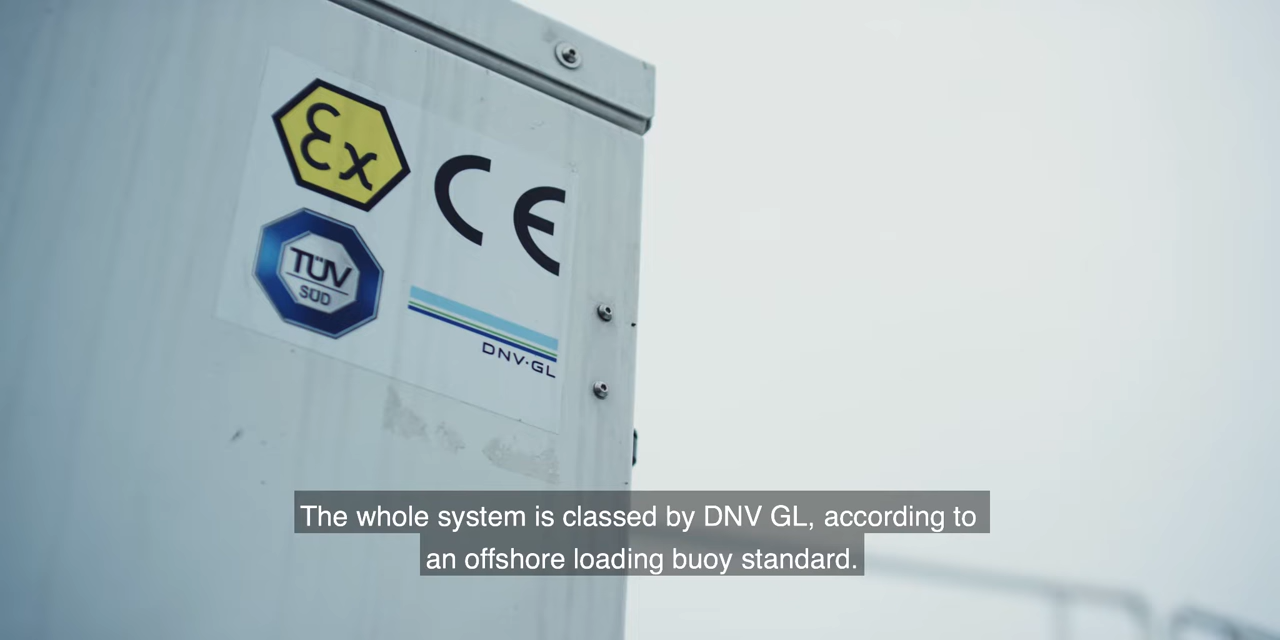 Ex
CE
TÜV
SÜD
DNV·GL
The whole system is classed by DNV GL, according to
an offshore loading buoy standard.